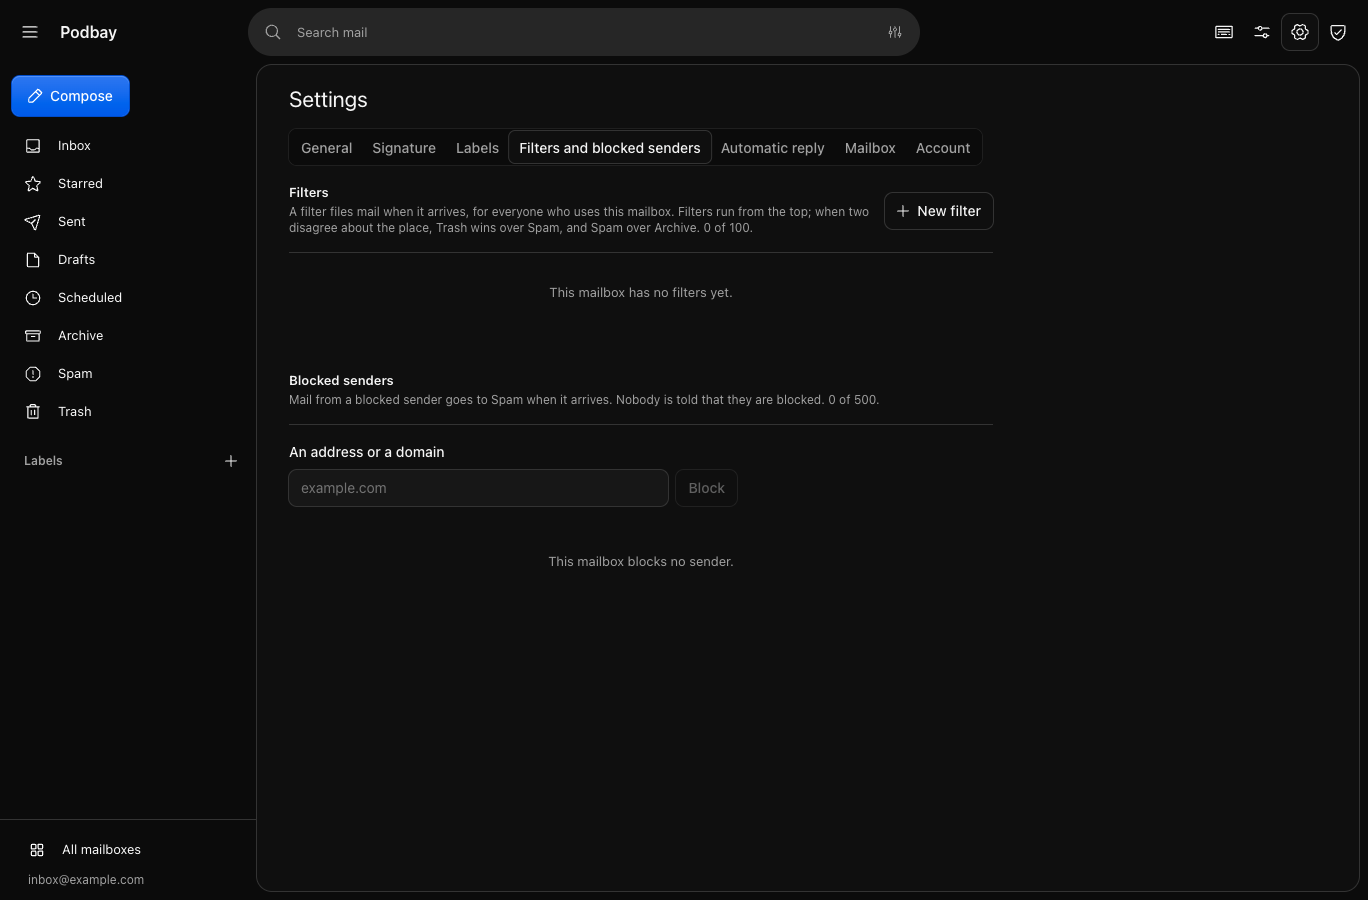 Podbay
Search mail
Compose
Inbox
Starred
Sent
Drafts
Scheduled
Archive
Spam
Trash
Labels
All mailboxes
inbox@example.com
Settings
General Signature Labels Filters and blocked senders Automatic reply Mailbox Account
Filters
A filter files mail when it arrives, for everyone who uses this mailbox. Filters run from the top; when two
disagree about the place, Trash wins over Spam, and Spam over Archive. 0 of 100.
New filter
This mailbox has no filters yet.
Blocked senders
Mail from a blocked sender goes to Spam when it arrives. Nobody is told that they are blocked. 0 of 500.
An address or a domain
example.com
Block
This mailbox blocks no sender.